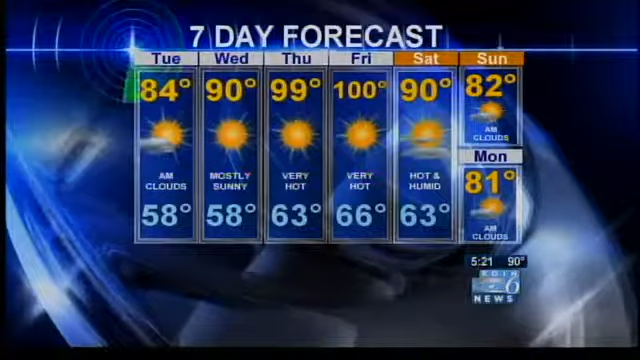 7 DAY FORECAST
Tue Wed Thu Fri Sat Sun
84° 90° 99° 100° 90° 82°
AM CLOUDS
Mon
AM CLOUDS MOSTLY SUNNY VERY HOT VERY HOT HOT & HUMID
81°
58° 58° 63° 66° 63°
AM CLOUDS
5:21 90°
KOIN 6
NEWS